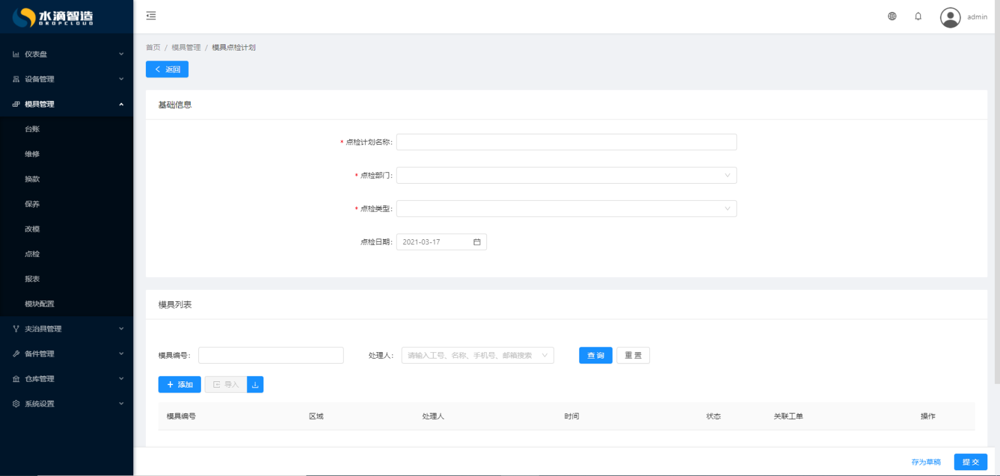 水滴智造
DROPCLOUD
admin
仪表盘
设备管理
模具管理
台账
维修
换款
保养
改模
点检
报表
模块配置
夹治具管理
备件管理
仓库管理
系统设置
首页 / 模具管理 / 模具点检计划
返回
基础信息
* 点检计划名称:
* 点检部门:
* 点检类型:
点检日期: 2021-03-17
模具列表
模具编号: 处理人: 请输入工号、名称、手机号、邮箱搜索 查 询 重 置
+ 添加 导入
模具编号 区域 处理人 时间 状态 关联工单 操作
存为草稿 提 交